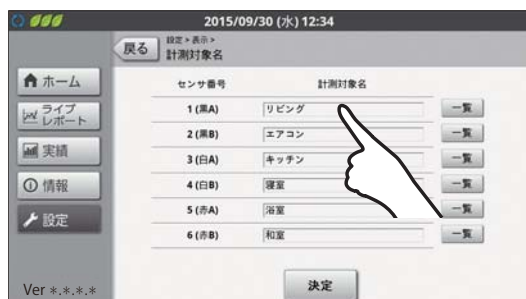 2015/09/30 (水) 12:34
戻る
設定 > 表示 >
計測対象名
ホーム
ライブ
レポート
実績
情報
設定
Ver *.*.*.*
センサ番号 計測対象名
1 (黒A) リビング 一覧
2 (黒B) エアコン 一覧
3 (白A) キッチン 一覧
4 (白B) 寝室 一覧
5 (赤A) 浴室 一覧
6 (赤B) 和室 一覧
決定